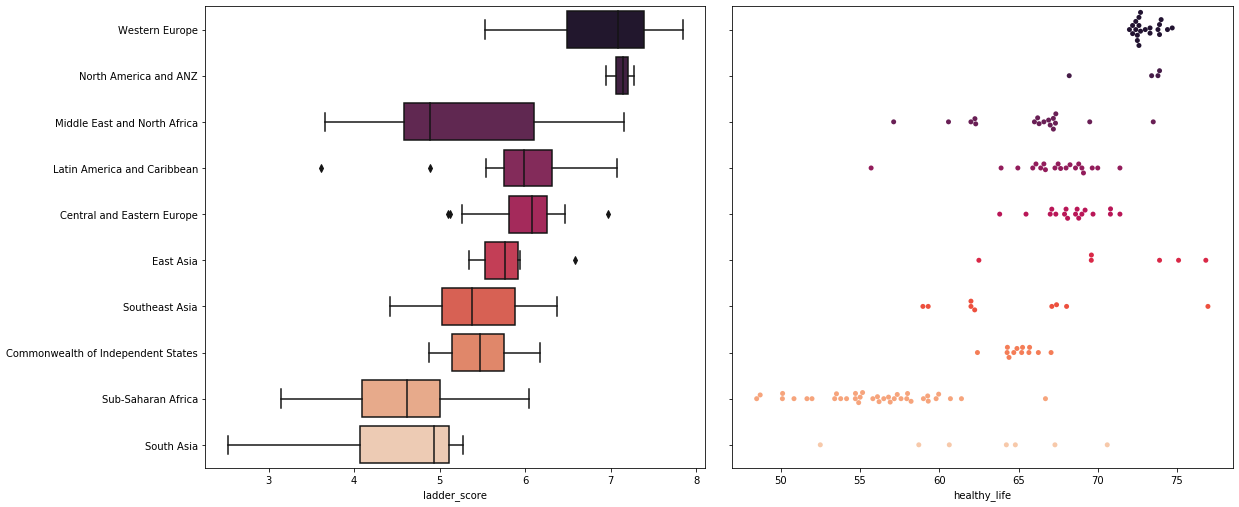 Western Europe
North America and ANZ
Middle East and North Africa
Latin America and Caribbean
Central and Eastern Europe
East Asia
Southeast Asia
Commonwealth of Independent States
Sub-Saharan Africa
South Asia
3 4 5 6 7 8
ladder_score
50 55 60 65 70 75
healthy_life